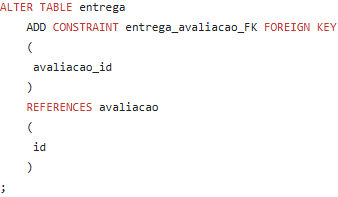 ALTER TABLE entrega
ADD CONSTRAINT entrega_avaliacao_FK FOREIGN KEY
(
avaliacao_id
)
REFERENCES avaliacao
(
id
)
;